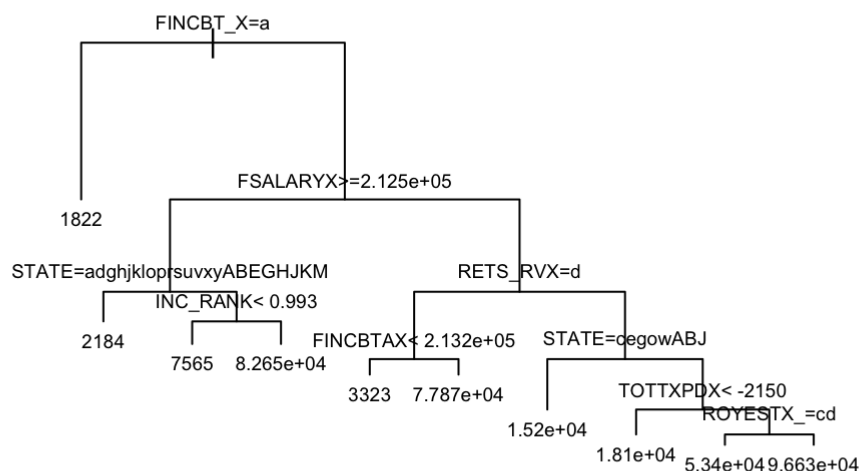 FINCBT_X=a
FSALARYX>=2.125e+05
1822
STATE=adghjkloprsuvxyABEGHJKM
RETS_RVX=d
INC_RANK< 0.993
2184
FINCBTAX< 2.132e+05
STATE=cegowABJ
7565
8.265e+04
3323
7.787e+04
TOTTXPDX< -2150
ROYESTX_=cd
1.52e+04
1.81e+04
5.34e+04
9.663e+04